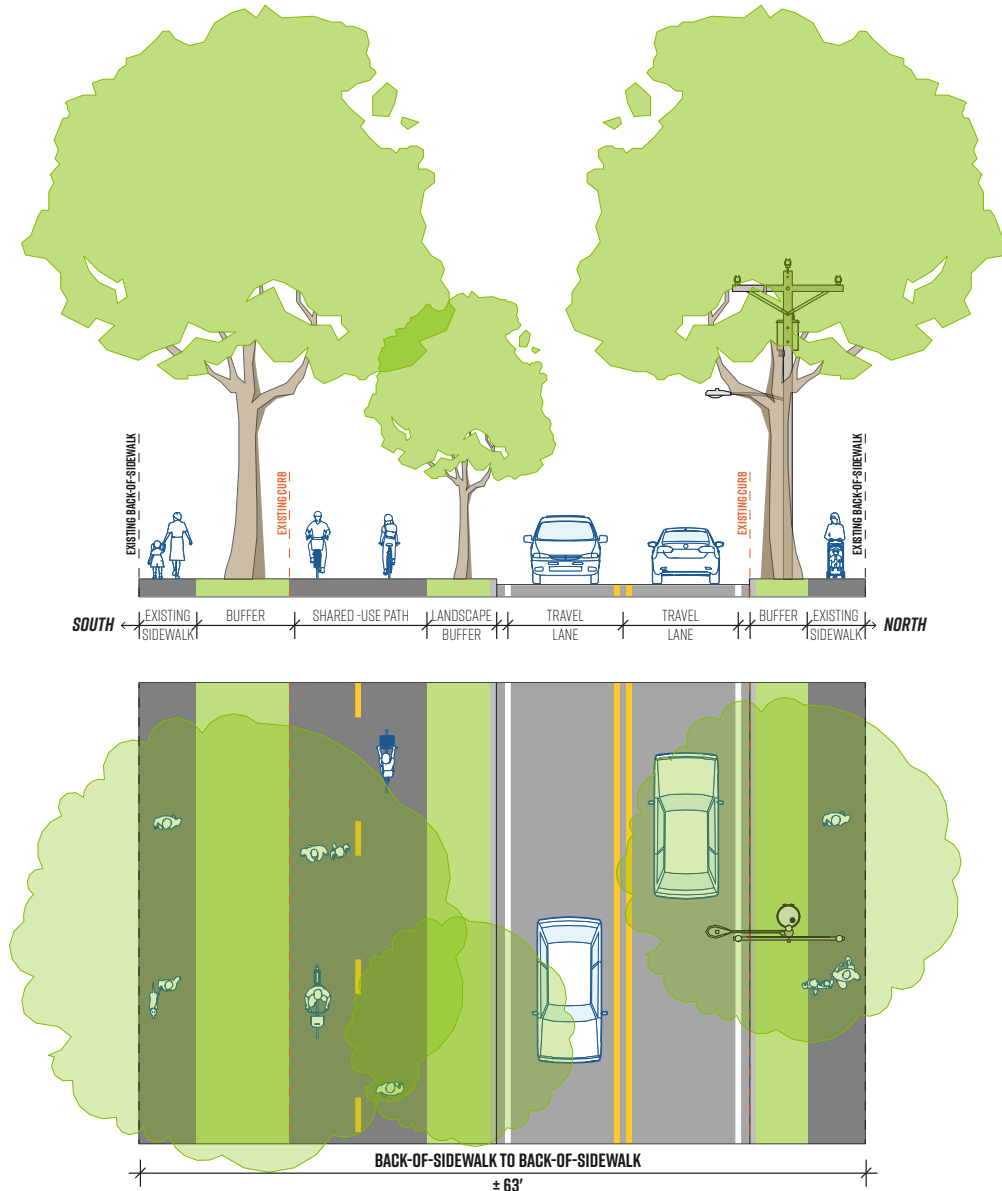 EXISTING BACK-OF-SIDEWALK
EXISTING CURB
EXISTING CURB
EXISTING BACK-OF-SIDEWALK
SOUTH
EXISTING
SIDEWALK
BUFFER
SHARED -USE PATH
LANDSCAPE
BUFFER
TRAVEL
LANE
TRAVEL
LANE
BUFFER
EXISTING
SIDEWALK
NORTH
BACK-OF-SIDEWALK TO BACK-OF-SIDEWALK
± 63'